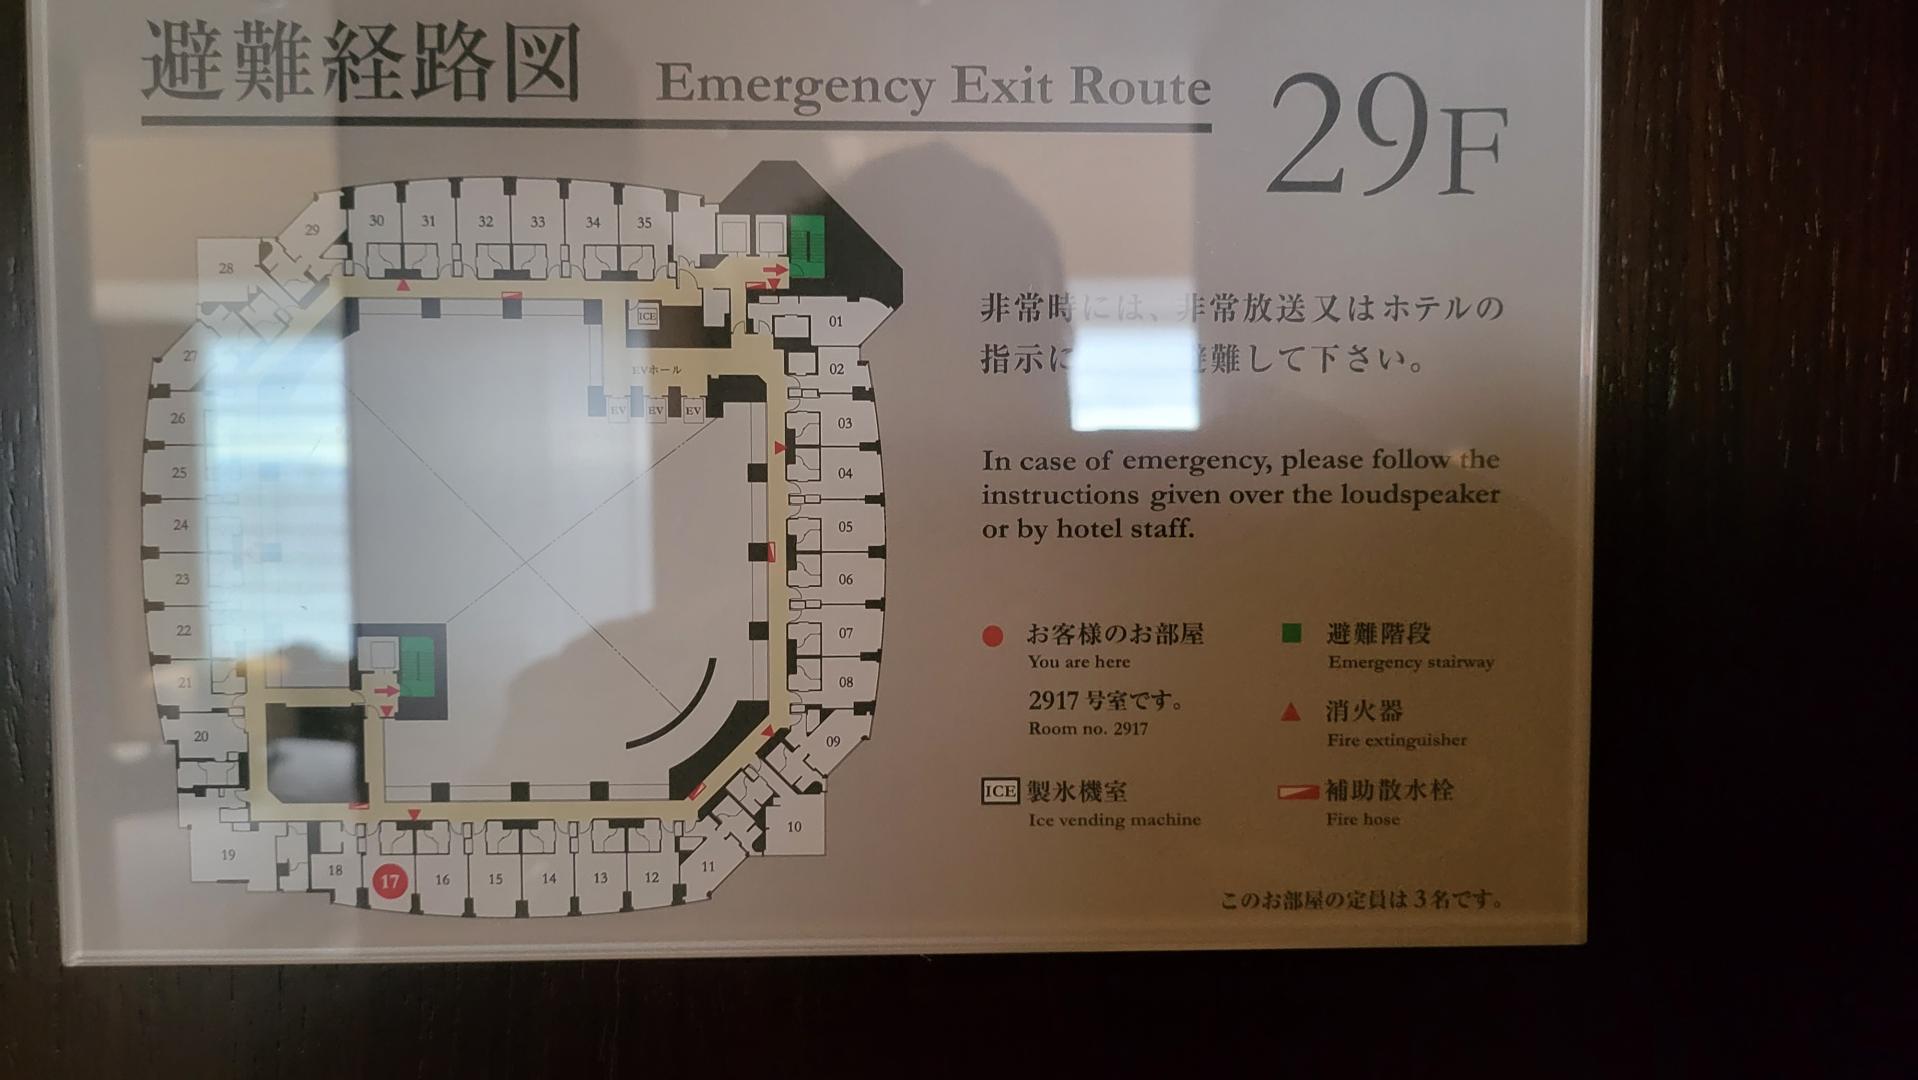 避難経路図 Emergency Exit Route 29F
29
30
31
32
33
34
35
28
27
26
25
24
23
22
21
20
19
18
17
16
15
14
13
12
11
10
09
08
07
06
05
04
03
02
01
ICE
EVホール
EV EV EV
非常時には、非常放送又はホテルの
指示に 避難して下さい。
In case of emergency, please follow the
instructions given over the loudspeaker
or by hotel staff.
お客様のお部屋
You are here
2917 号室です。
Room no. 2917
ICE 製氷機室
Ice vending machine
避難階段
Emergency stairway
消火器
Fire extinguisher
補助散水栓
Fire hose
このお部屋の定員は3名です。